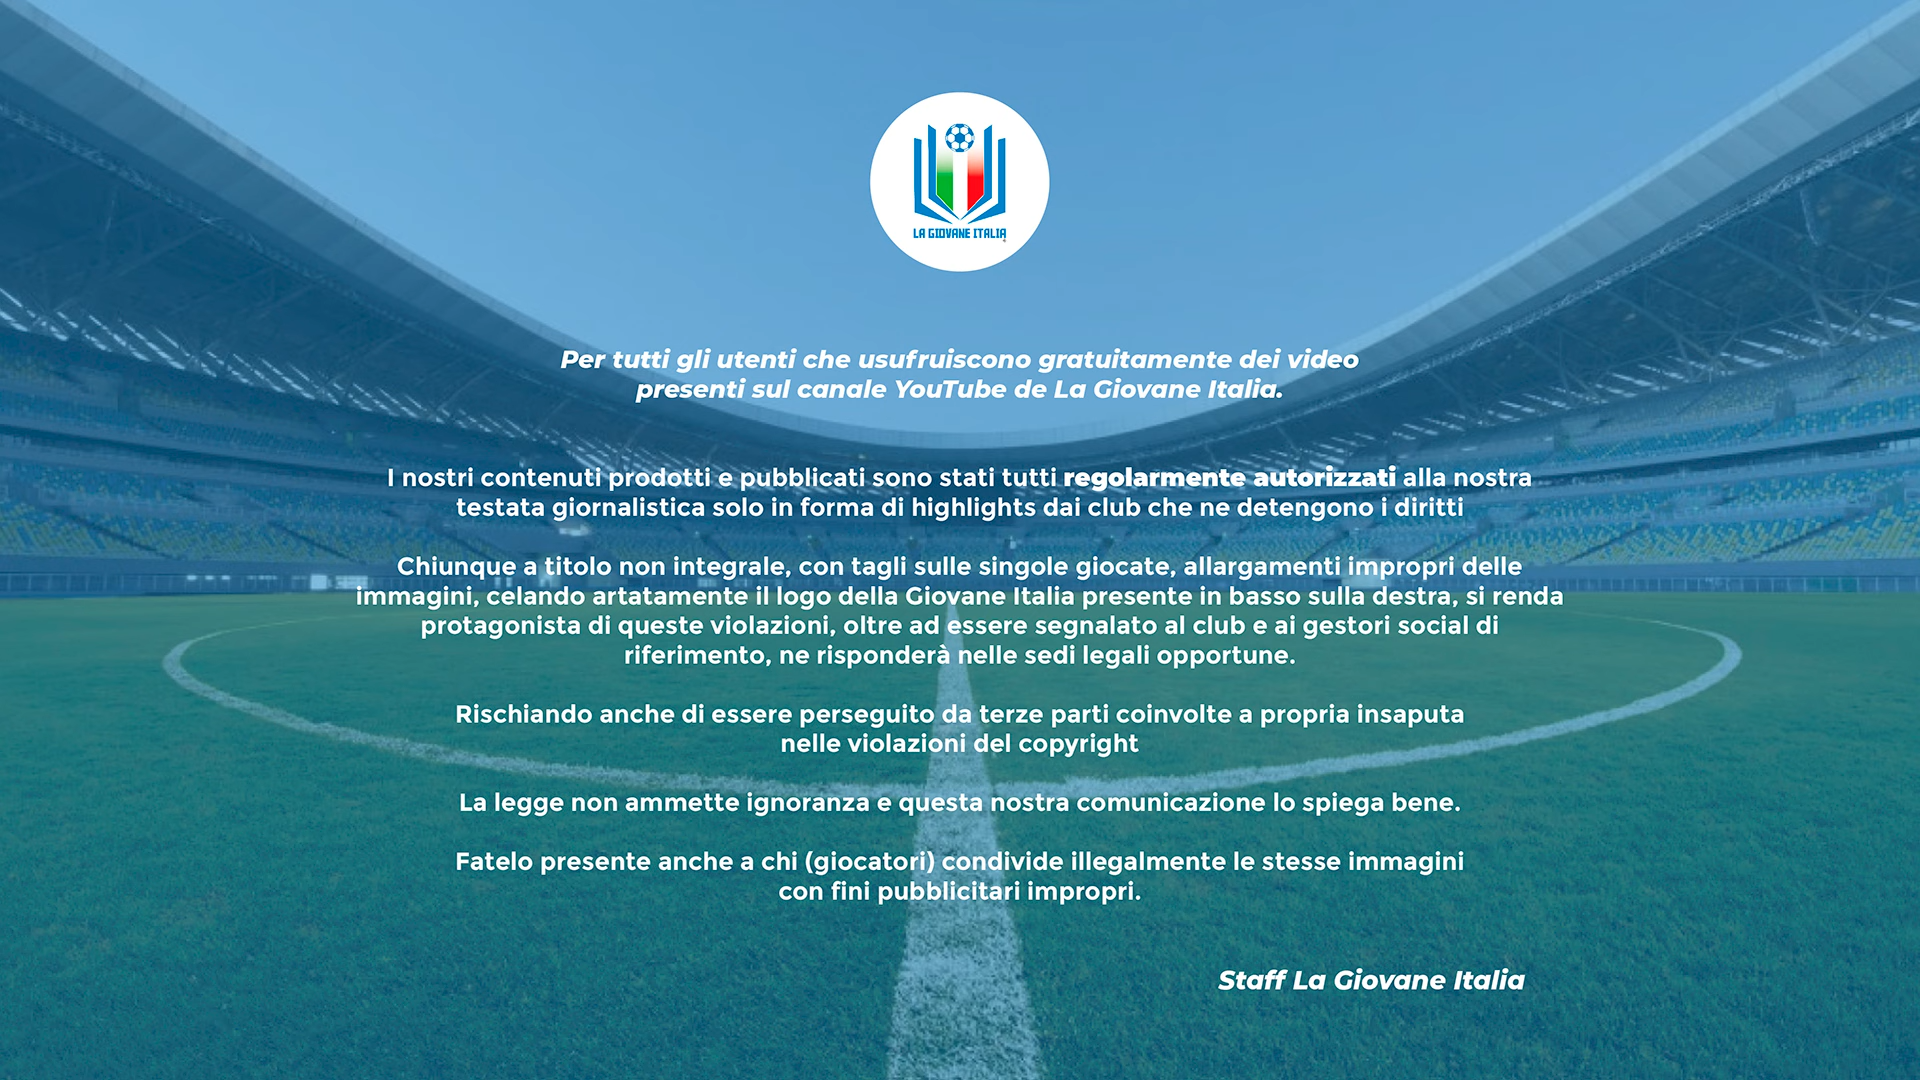 LA GIOVANE ITALIA
Per tutti gli utenti che usufruiscono gratuitamente dei video
presenti sul canale YouTube de La Giovane Italia.
I nostri contenuti prodotti e pubblicati sono stati tutti regolarmente autorizzati alla nostra
testata giornalistica solo in forma di highlights dai club che ne detengono i diritti
Chiunque a titolo non integrale, con tagli sulle singole giocate, allargamenti impropri delle
immagini, celando artatamente il logo della Giovane Italia presente in basso sulla destra, si renda
protagonista di queste violazioni, oltre ad essere segnalato al club e ai gestori social di
riferimento, ne risponderà nelle sedi legali opportune.
Rischiando anche di essere perseguito da terze parti coinvolte a propria insaputa
nelle violazioni del copyright
La legge non ammette ignoranza e questa nostra comunicazione lo spiega bene.
Fatelo presente anche a chi (giocatori) condivide illegalmente le stesse immagini
con fini pubblicitari impropri.
Staff La Giovane Italia